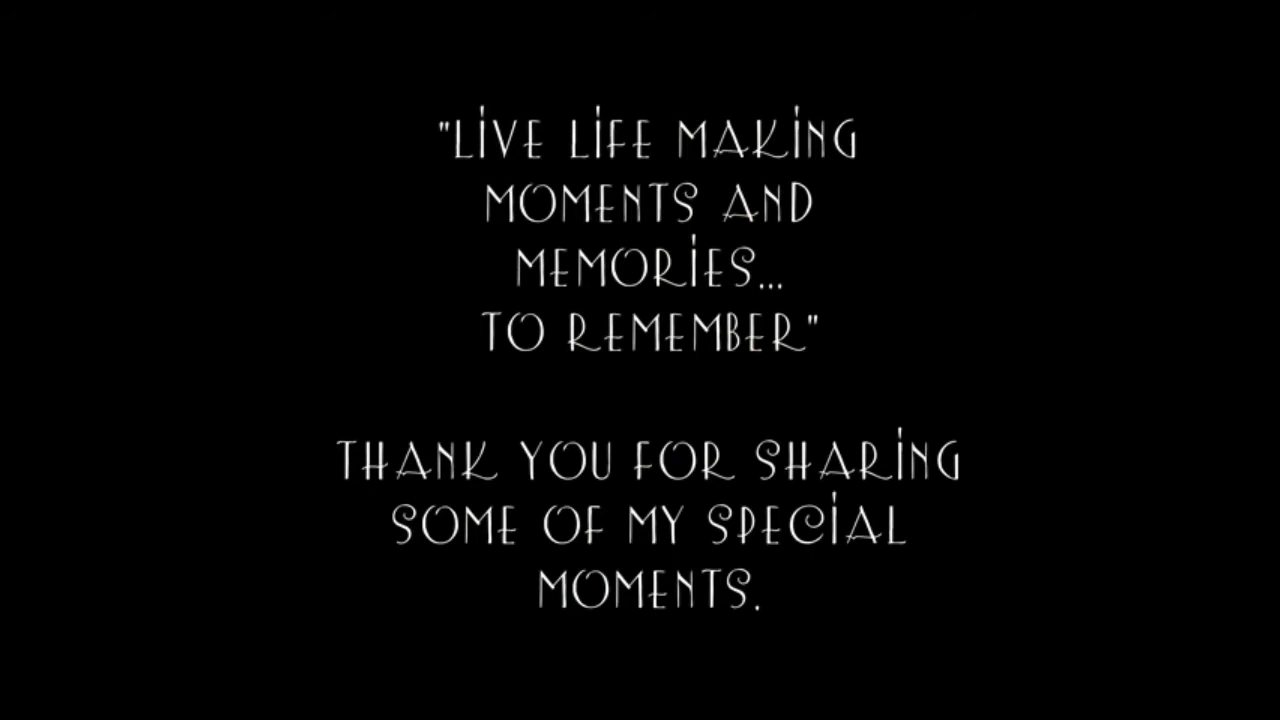 "LiVE LiFE MAKiNG
MOMENTS AND
MEMORiES...
TO REMEMBER"
THANK YOU FOR SHARiNG
SOME OF MY SPECiAL
MOMENTS.